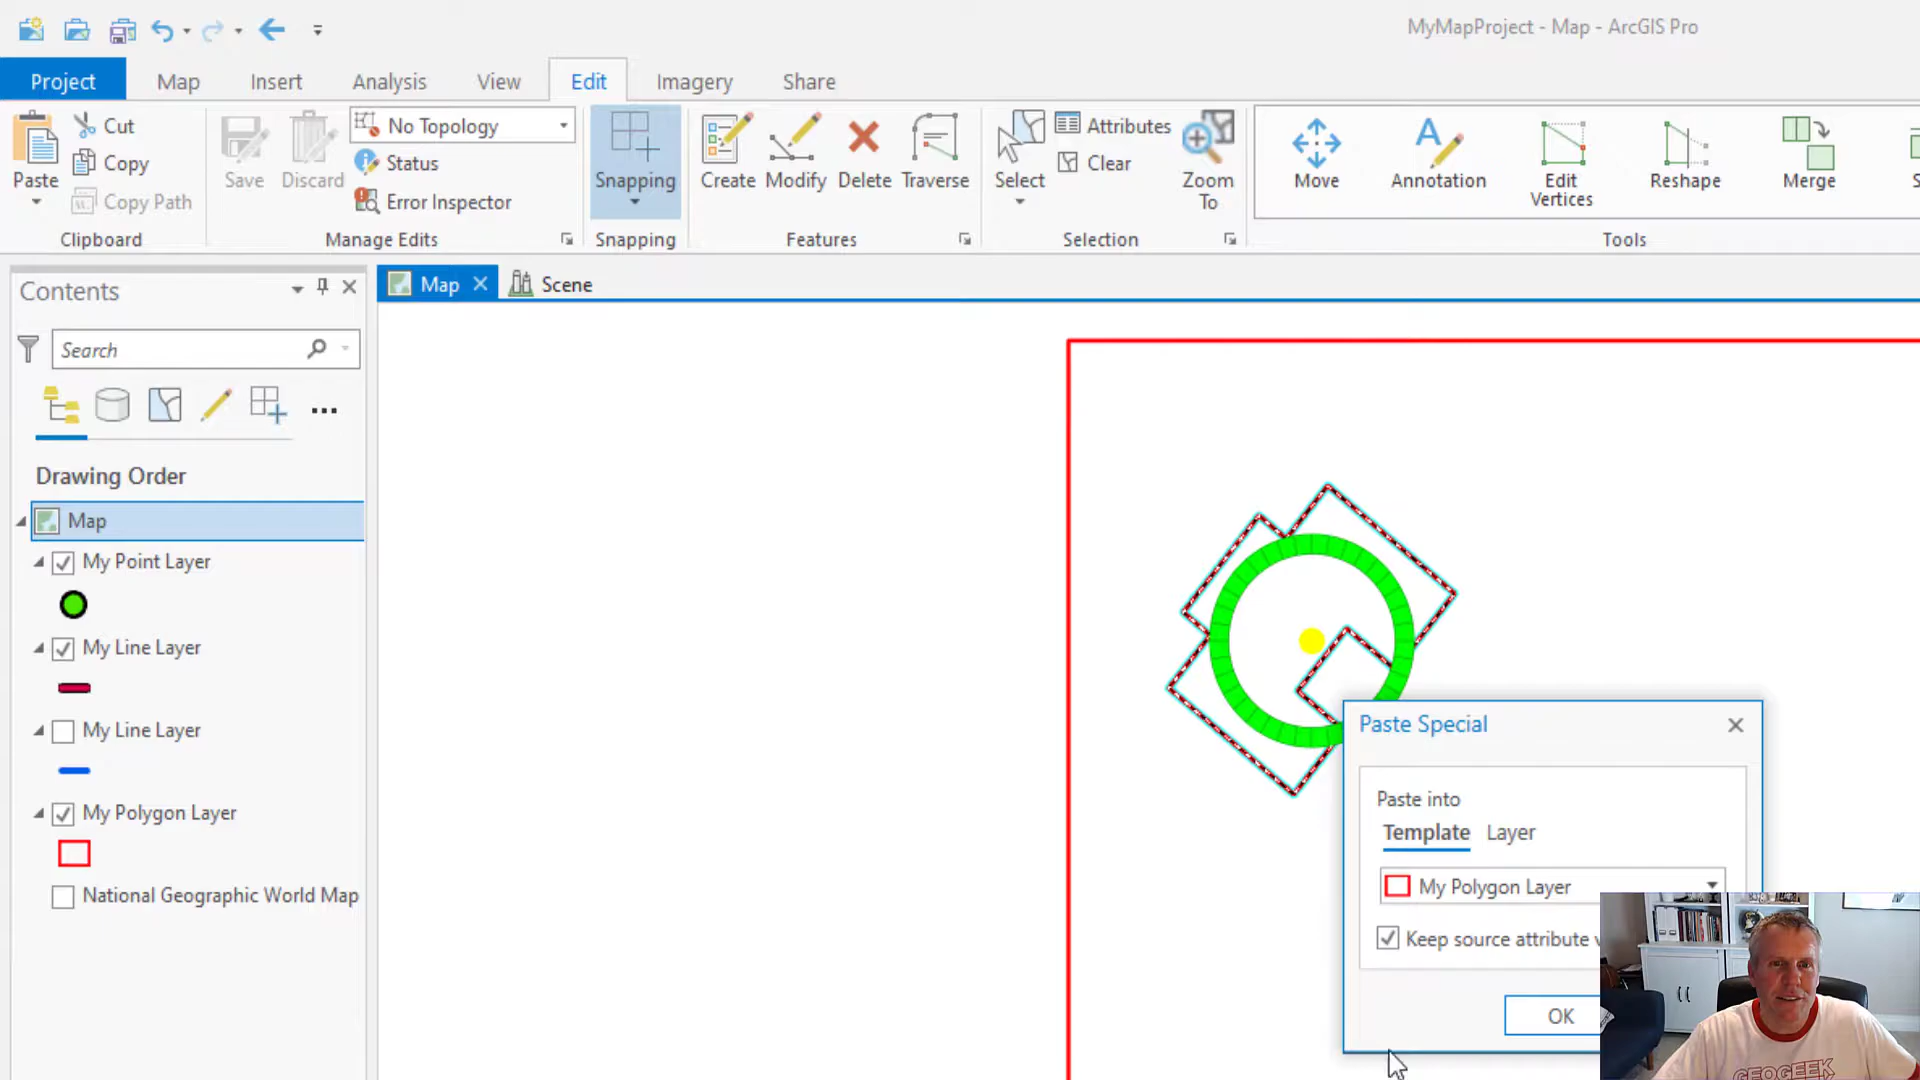 MyMapProject - Map - ArcGIS Pro
Project Map Insert Analysis View Edit Imagery Share
Paste
Cut
Copy
Copy Path
Clipboard
Save
Discard
No Topology
Status
Error Inspector
Manage Edits
Snapping
Snapping
Create
Modify
Delete
Traverse
Features
Select
Attributes
Clear
Zoom
To
Selection
Move
Annotation
Edit
Vertices
Reshape
Merge
Tools
Contents
Map
Scene
Search
Drawing Order
Map
My Point Layer
My Line Layer
My Line Layer
My Polygon Layer
National Geographic World Map
Paste Special
Paste into
Template Layer
My Polygon Layer
Keep source attribute
OK
GEOGEEK